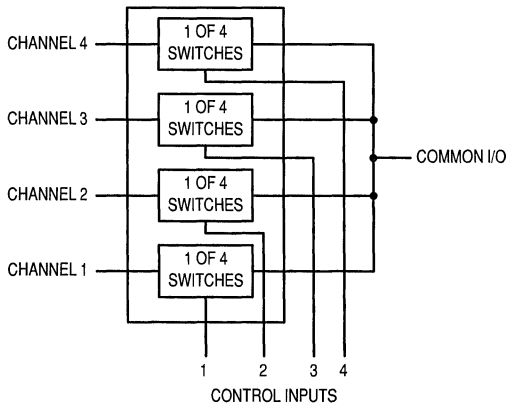 CHANNEL 4
1 OF 4
SWITCHES
CHANNEL 3
1 OF 4
SWITCHES
COMMON I/O
CHANNEL 2
1 OF 4
SWITCHES
CHANNEL 1
1 OF 4
SWITCHES
1 2 3 4
CONTROL INPUTS